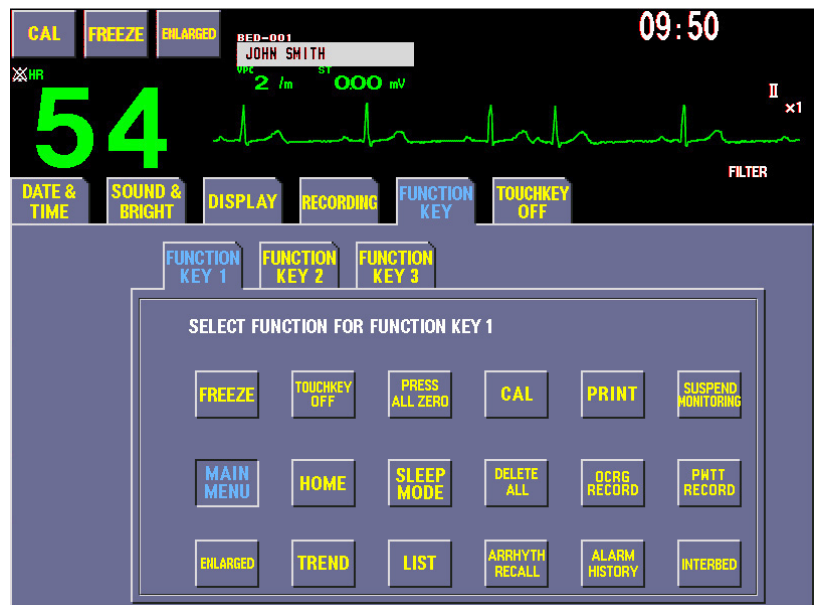 CAL
FREEZE
ENLARGED
BED-001
JOHN SMITH
09:50
HR
VPC
2 /m
ST
0.00 mV
54
II
×1
FILTER
DATE &
TIME
SOUND &
BRIGHT
DISPLAY
RECORDING
FUNCTION
KEY
TOUCHKEY
OFF
FUNCTION
KEY 1
FUNCTION
KEY 2
FUNCTION
KEY 3
SELECT FUNCTION FOR FUNCTION KEY 1
FREEZE
TOUCHKEY
OFF
PRESS
ALL ZERO
CAL
PRINT
SUSPEND
MONITORING
MAIN
MENU
HOME
SLEEP
MODE
DELETE
ALL
OCRG
RECORD
PWTT
RECORD
ENLARGED
TREND
LIST
ARRHYTH
RECALL
ALARM
HISTORY
INTERBED